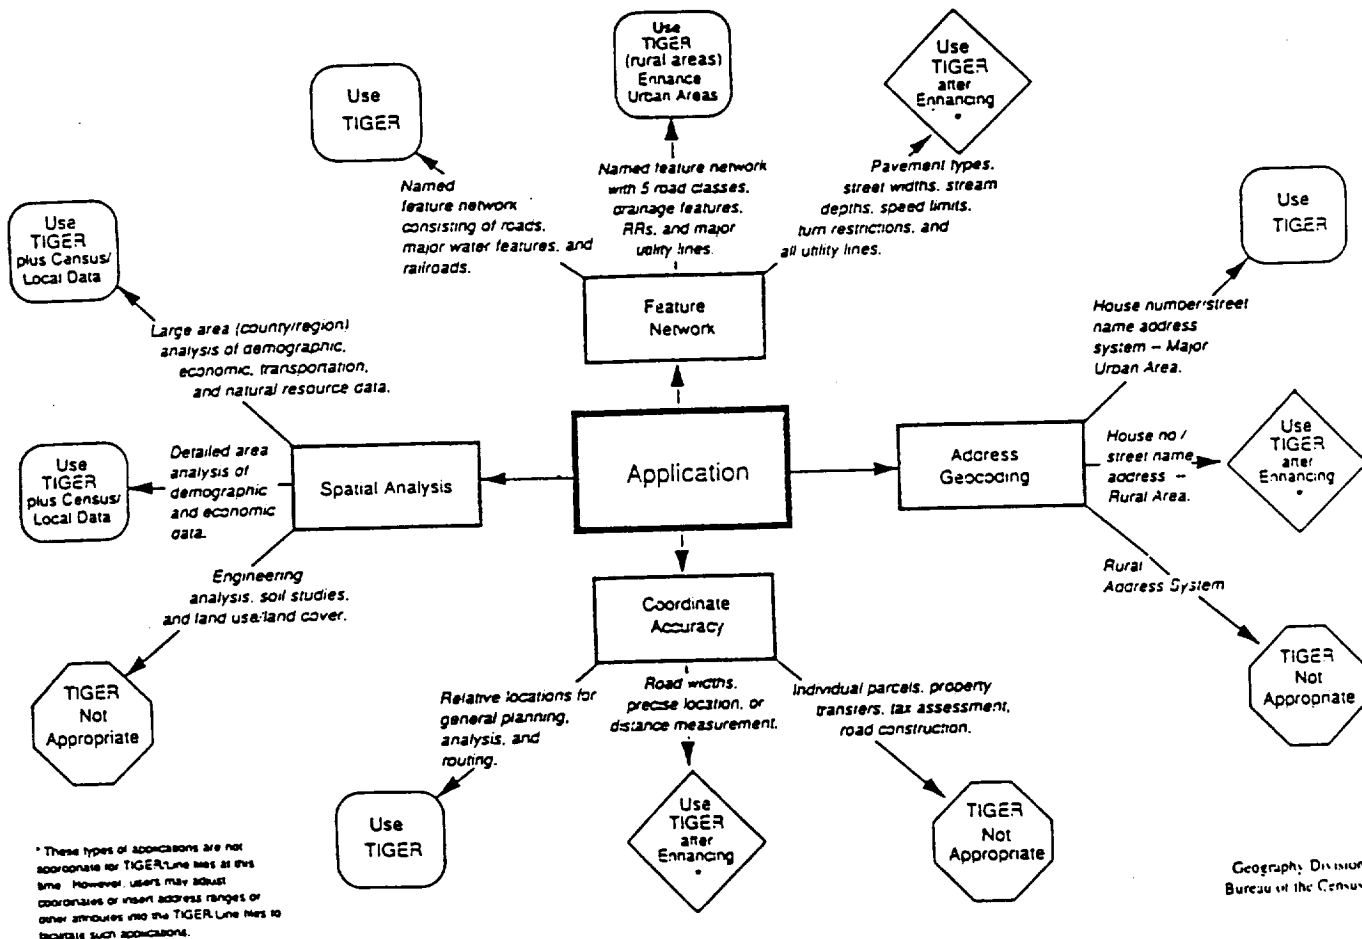 Use
TIGER
(rural areas)
Enhance
Urban Areas
Use
TIGER
after
Enhancing
*
Use
TIGER
Named
feature network
consisting of roads,
major water features, and
railroads.
Named feature network
with 5 road classes,
drainage features,
RRs, and major
utility lines.
Pavement types,
street widths, stream
depths, speed limits,
turn restrictions, and
all utility lines.
Use
TIGER
Use
TIGER
plus Census/
Local Data
Feature
Network
House number/street
name address
system – Major
Urban Area.
Large area (county/region)
analysis of demographic,
economic, transportation,
and natural resource data.
Use
TIGER
plus Census/
Local Data
Detailed area
analysis of
demographic
and economic
data.
Spatial Analysis
Application
Address
Geocoding
House no /
street name
address –
Rural Area.
Use
TIGER
after
Enhancing
*
Engineering
analysis, soil studies,
and land use/land cover.
Coordinate
Accuracy
Rural
Address System
TIGER
Not
Appropriate
Relative locations for
general planning,
analysis, and
routing.
Road widths,
precise location, or
distance measurement.
Individual parcels, property
transfers, tax assessment,
road construction.
TIGER
Not
Appropriate
Use
TIGER
Use
TIGER
after
Enhancing
*
TIGER
Not
Appropriate
* These types of applications are not
appropriate for TIGER/Line files at this
time. However, users may adjust
coordinates or insert address ranges or
other attributes into the TIGER/Line files to
facilitate such applications.
Geography Division
Bureau of the Census